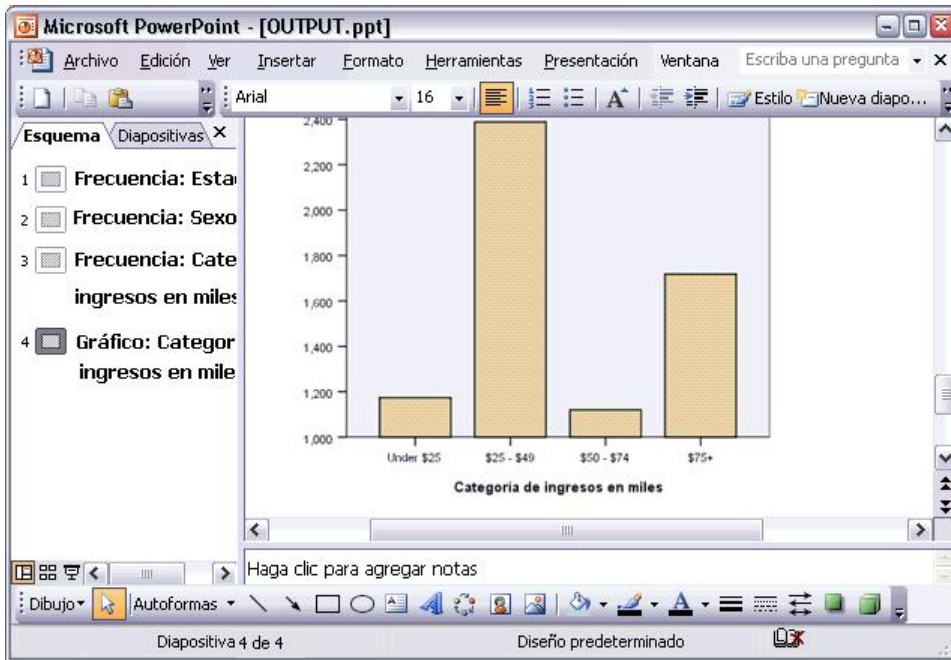 Microsoft PowerPoint - [OUTPUT.ppt]
Archivo Edición Ver Insertar Formato Herramientas Presentación Ventana Escriba una pregunta
Arial 16 Estilo Nueva diapo...
Esquema Diapositivas
1 Frecuencia: Esta
2 Frecuencia: Sexo
3 Frecuencia: Cate
ingresos en miles
4 Gráfico: Categor
ingresos en mile
2,400
2,200
2,000
1,800
1,600
1,400
1,200
1,000
Under $25 $25 - $49 $50 - $74 $75+
Categoría de ingresos en miles
Haga clic para agregar notas
Dibujo Autoformas
Diapositiva 4 de 4 Diseño predeterminado